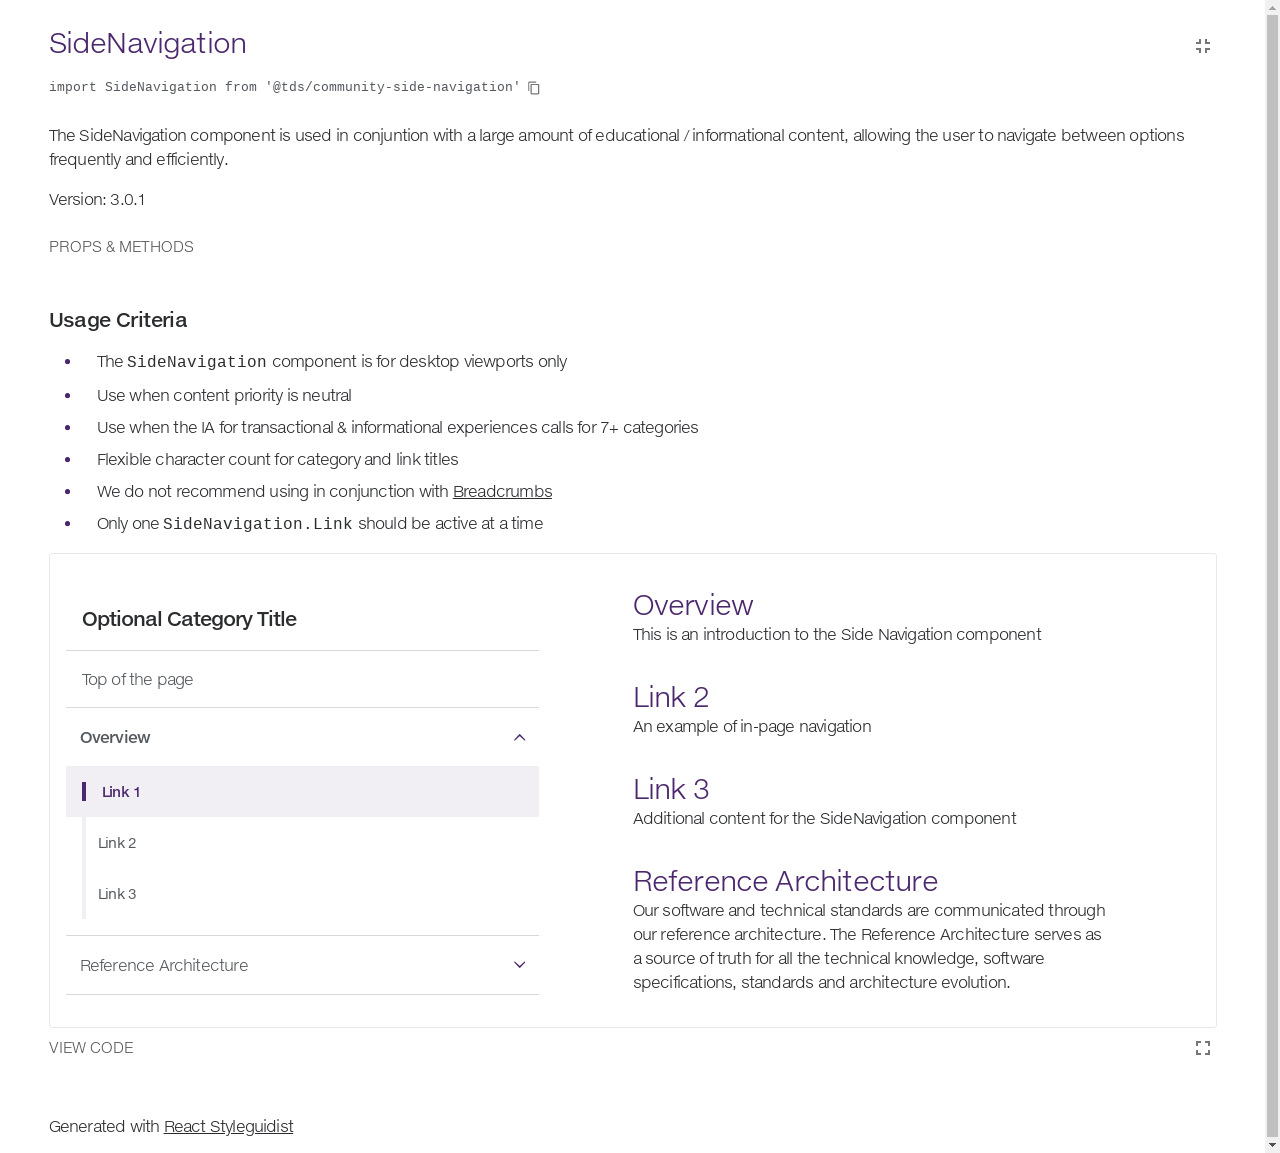 SideNavigation
import SideNavigation from '@tds/community-side-navigation'
The SideNavigation component is used in conjuntion with a large amount of educational / informational content, allowing the user to navigate between options
frequently and efficiently.
Version: 3.0.1
PROPS & METHODS
Usage Criteria
The SideNavigation component is for desktop viewports only
Use when content priority is neutral
Use when the IA for transactional & informational experiences calls for 7+ categories
Flexible character count for category and link titles
We do not recommend using in conjunction with Breadcrumbs
Only one SideNavigation.Link should be active at a time
Optional Category Title
Top of the page
Overview
Link 1
Link 2
Link 3
Reference Architecture
Overview
This is an introduction to the Side Navigation component
Link 2
An example of in-page navigation
Link 3
Additional content for the SideNavigation component
Reference Architecture
Our software and technical standards are communicated through
our reference architecture. The Reference Architecture serves as
a source of truth for all the technical knowledge, software
specifications, standards and architecture evolution.
VIEW CODE
Generated with React Styleguidist